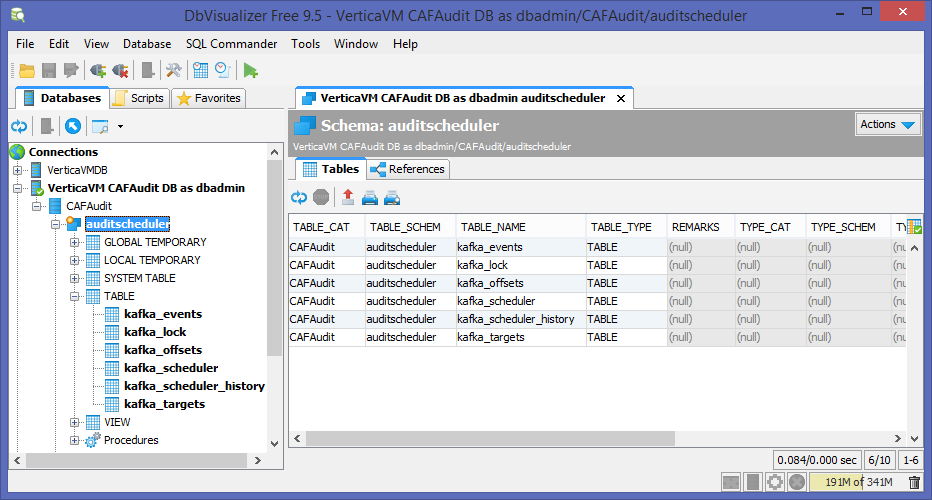 DbVisualizer Free 9.5 - VerticaVM CAFAudit DB as dbadmin/CAFAudit/auditscheduler
File Edit View Database SQL Commander Tools Window Help
Databases Scripts Favorites
Connections
VerticaVMDB
VerticaVM CAFAudit DB as dbadmin
CAFAudit
auditscheduler
GLOBAL TEMPORARY
LOCAL TEMPORARY
SYSTEM TABLE
TABLE
kafka_events
kafka_lock
kafka_offsets
kafka_scheduler
kafka_scheduler_history
kafka_targets
VIEW
Procedures
VerticaVM CAFAudit DB as dbadmin auditscheduler
Schema: auditscheduler
Actions
VerticaVM CAFAudit DB as dbadmin/CAFAudit/auditscheduler
Tables References
TABLE_CAT TABLE_SCHEM TABLE_NAME TABLE_TYPE REMARKS TYPE_CAT TYPE_SCHEM TY
CAFAudit auditscheduler kafka_events TABLE (null) (null) (null) (nu
CAFAudit auditscheduler kafka_lock TABLE (null) (null) (null) (nu
CAFAudit auditscheduler kafka_offsets TABLE (null) (null) (null) (nu
CAFAudit auditscheduler kafka_scheduler TABLE (null) (null) (null) (nu
CAFAudit auditscheduler kafka_scheduler_history TABLE (null) (null) (null) (nu
CAFAudit auditscheduler kafka_targets TABLE (null) (null) (null) (nu
0.084/0.000 sec 6/10 1-6
191M of 341M